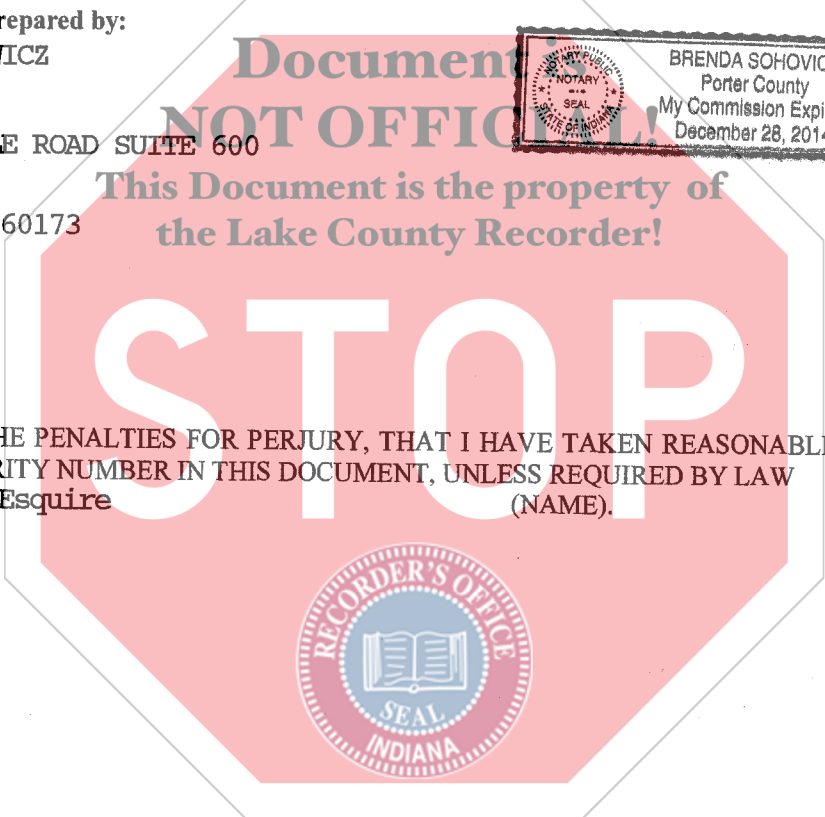 repared by:
WICZ
E ROAD SUITE 600
60173
Document is
NOT OFFICIAL!
This Document is the property of
the Lake County Recorder!
NOTARY PUBLIC
NOTARY
SEAL
STATE OF INDIANA
BRENDA SOHOVIC
Porter County
My Commission Expi
December 28, 2014
STOP
HE PENALTIES FOR PERJURY, THAT I HAVE TAKEN REASONABLE
RITY NUMBER IN THIS DOCUMENT, UNLESS REQUIRED BY LAW
Esquire (NAME).
RECORDER'S OFFICE
SEAL
INDIANA